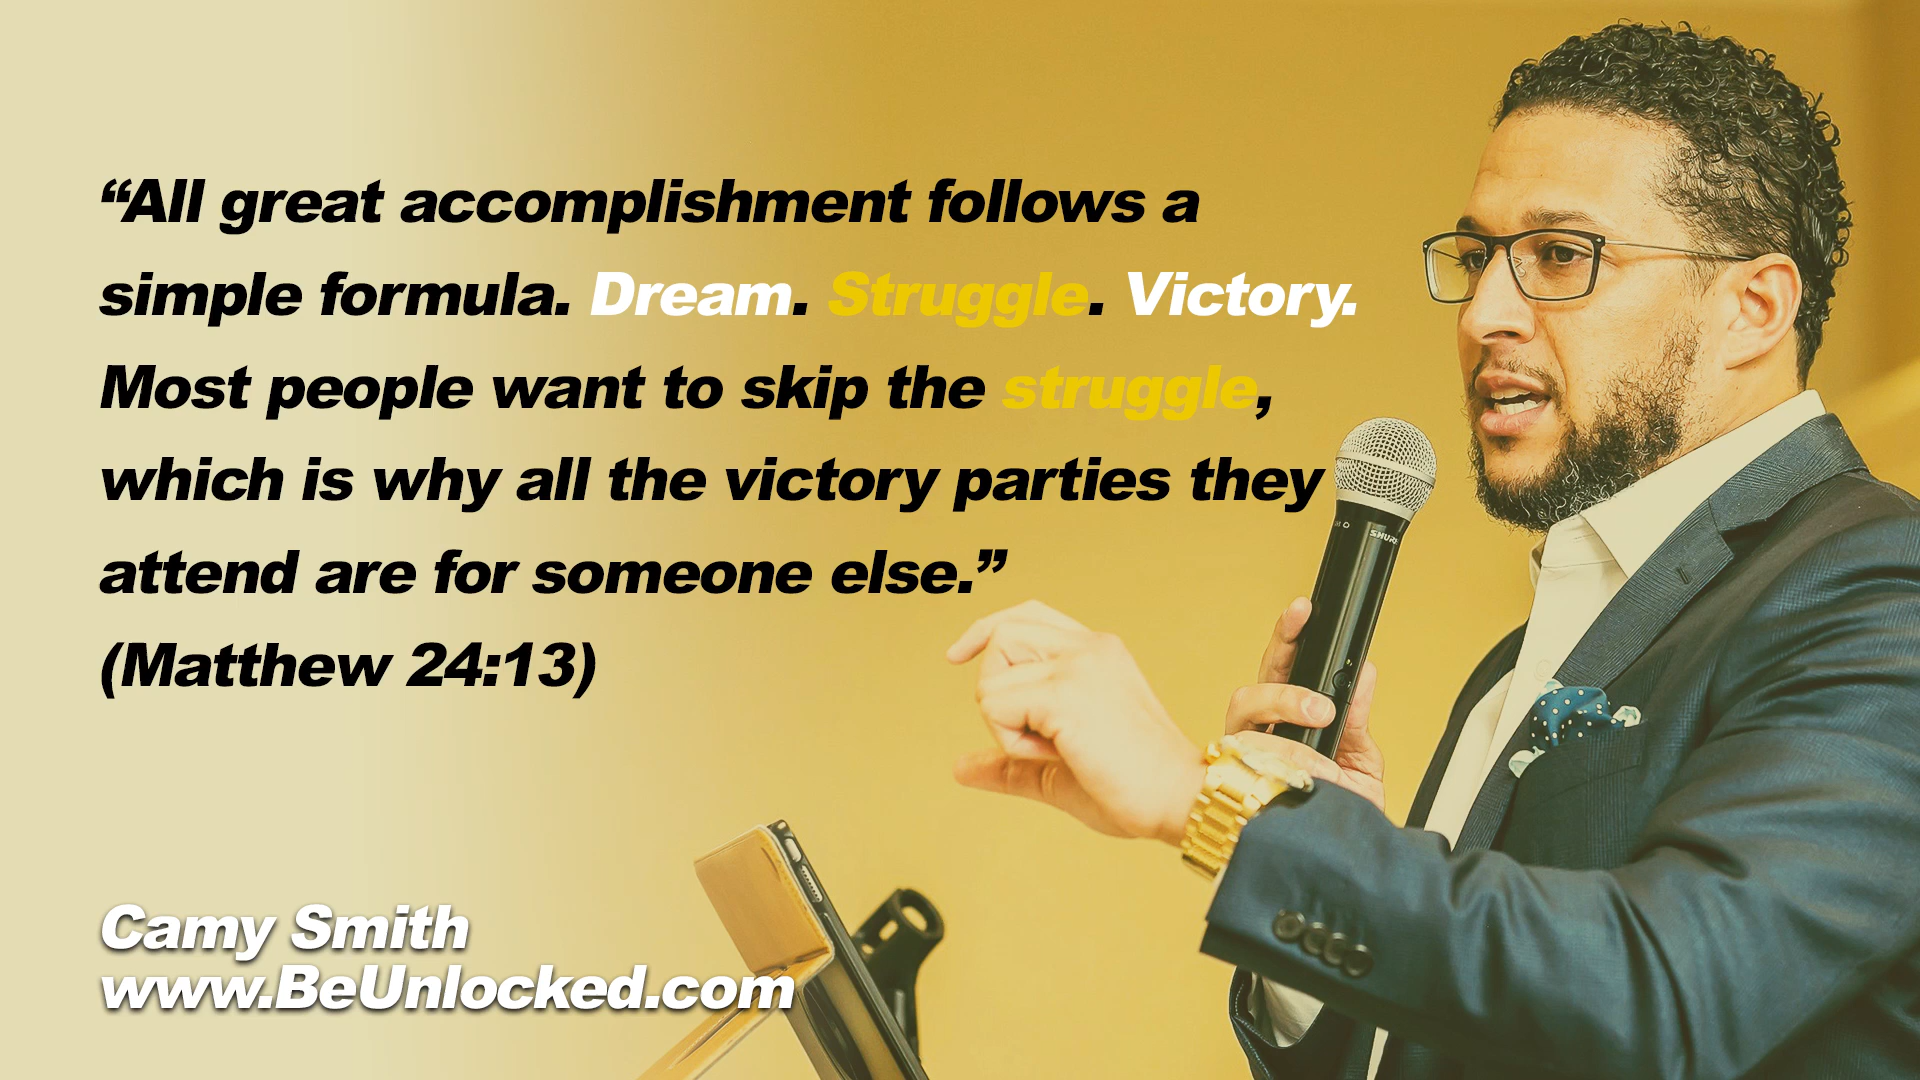 “All great accomplishment follows a
simple formula. Dream. Struggle. Victory.
Most people want to skip the struggle,
which is why all the victory parties they
attend are for someone else.”
(Matthew 24:13)
SHURE
Camy Smith
www.BeUnlocked.com